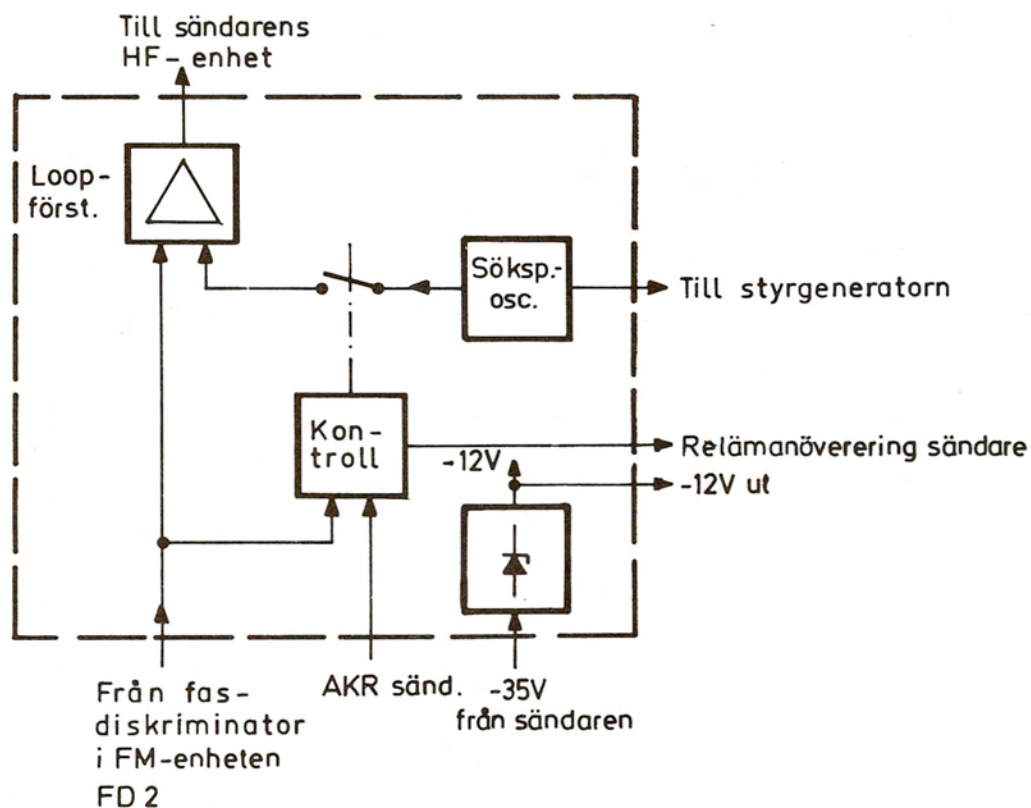 Till sändarens
HF-enhet
Loop-
först.
Söksp.-
osc.
Till styrgeneratorn
Kon-
troll
Relämanöverering sändare
-12V
-12V ut
Från fas-
diskriminator
i FM-enheten
FD 2
AKR sänd.
-35V
från sändaren